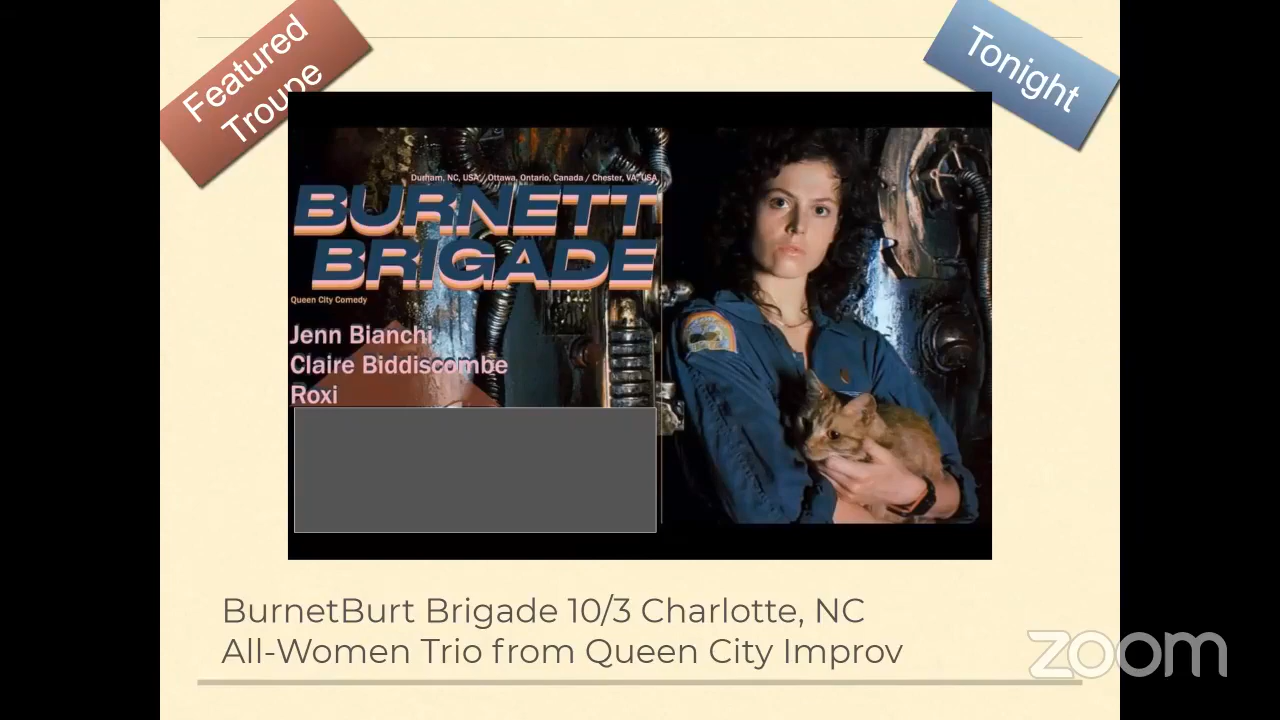 Featured
Troupe
Tonight
Durham, NC, USA / Ottawa, Ontario, Canada / Chester, VA, USA
BURNETT
BRIGADE
Queen City Comedy
Jenn Bianchi
Claire Biddiscombe
Roxi
BurnetBurt Brigade 10/3 Charlotte, NC
All-Women Trio from Queen City Improv
zoom